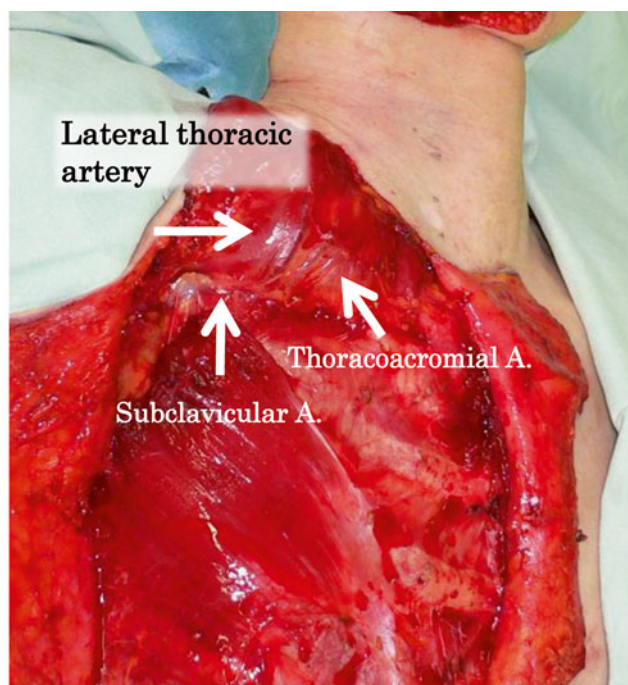 Lateral thoracic
artery
Thoracoacromial A.
Subclavicular A.